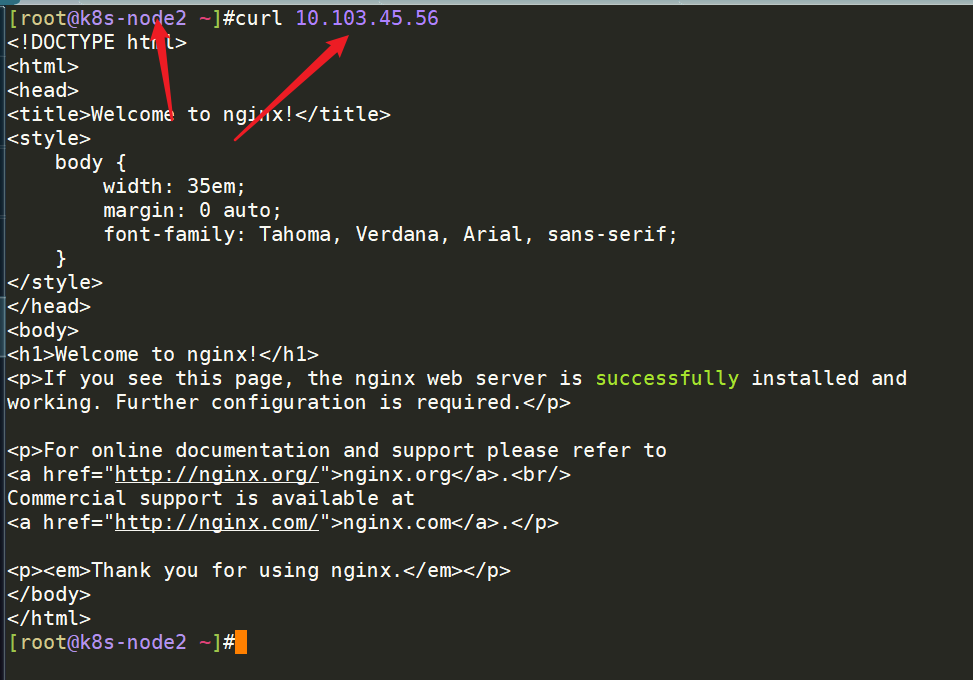 [root@k8s-node2 ~]#curl 10.103.45.56
<!DOCTYPE html>
<html>
<head>
<title>Welcome to nginx!</title>
<style>
    body {
        width: 35em;
        margin: 0 auto;
        font-family: Tahoma, Verdana, Arial, sans-serif;
    }
</style>
</head>
<body>
<h1>Welcome to nginx!</h1>
<p>If you see this page, the nginx web server is successfully installed and
working. Further configuration is required.</p>

<p>For online documentation and support please refer to
<a href="http://nginx.org/">nginx.org</a>.<br/>
Commercial support is available at
<a href="http://nginx.com/">nginx.com</a>.</p>

<p><em>Thank you for using nginx.</em></p>
</body>
</html>
[root@k8s-node2 ~]#